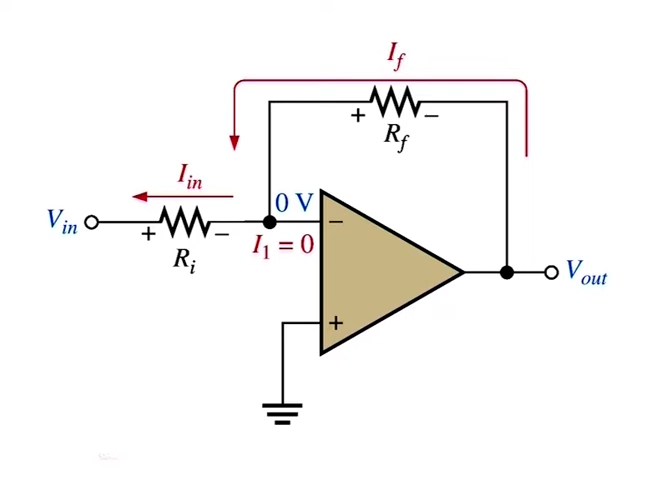 I_f
+ −
R_f
I_in
0 V
V_in
+ −
I_1 = 0
−
R_i
V_out
+